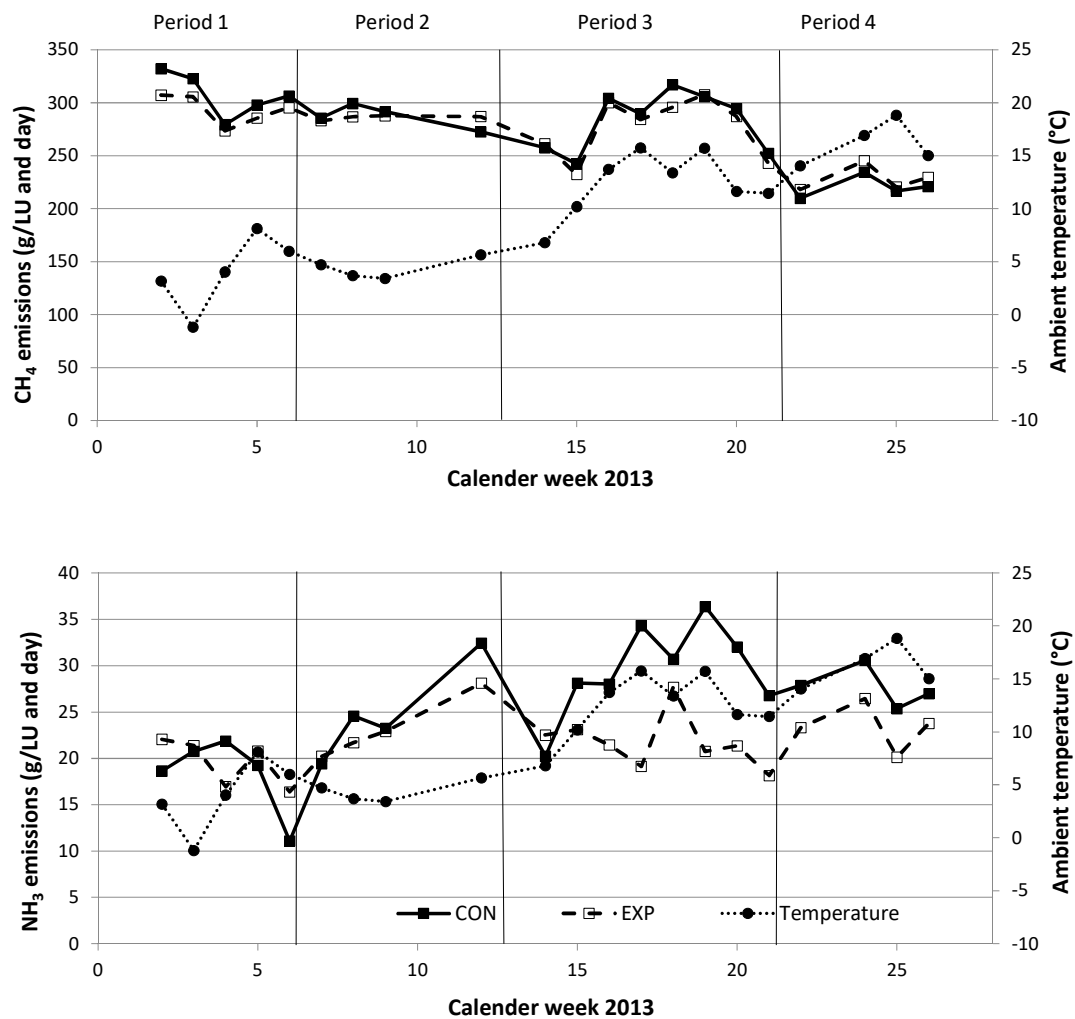 Period 1 Period 2 Period 3 Period 4
350 25
300 20
250 15
200 10
150 5
100 0
50 -5
0 -10
CH₄ emissions (g/LU and day)
Ambient temperature (°C)
0 5 10 15 20 25
Calender week 2013
40 25
35 20
30 15
25 10
20 5
15 0
10 -5
5
0 -10
NH₃ emissions (g/LU and day)
Ambient temperature (°C)
CON EXP Temperature
0 5 10 15 20 25
Calender week 2013